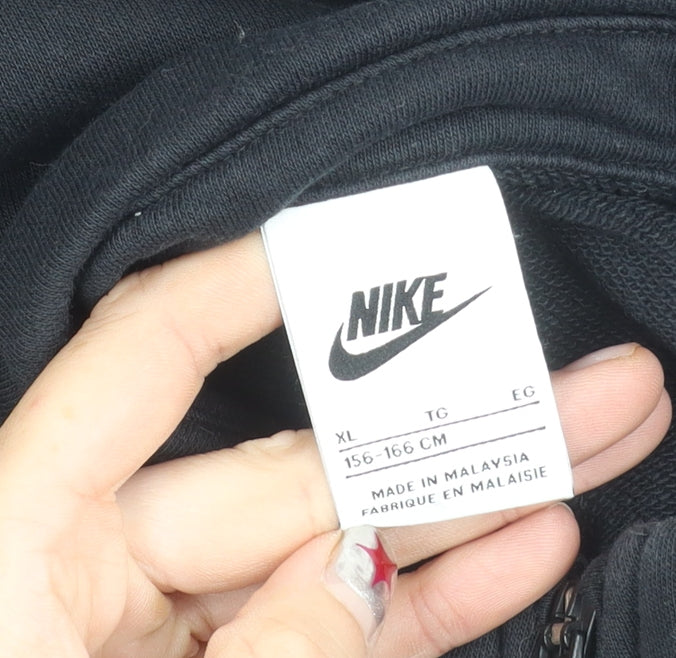 NIKE
XL TG EG
156-166 CM
MADE IN MALAYSIA
FABRIQUE EN MALAISIE